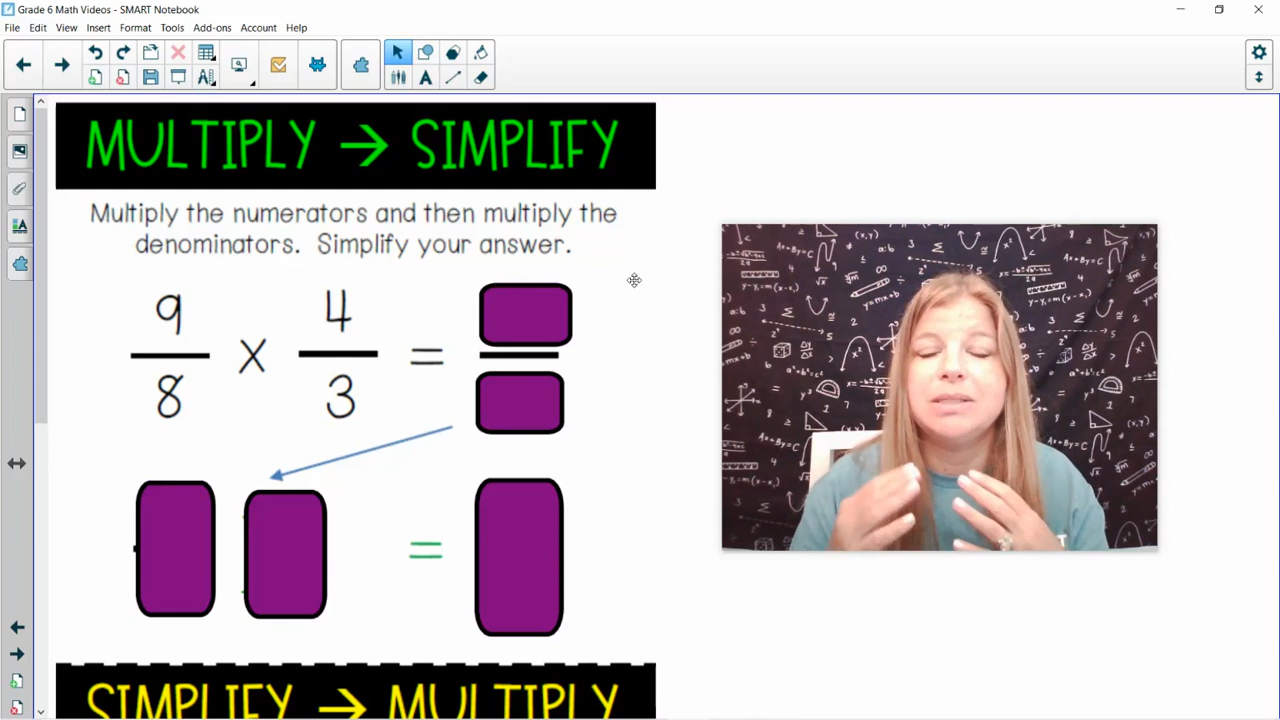 Grade 6 Math Videos - SMART Notebook
File Edit View Insert Format Tools Add-ons Account Help
MULTIPLY → SIMPLIFY
Multiply the numerators and then multiply the
denominators. Simplify your answer.
9 4
x =
8 3
=
SIMPLIFY → MULTIPLY